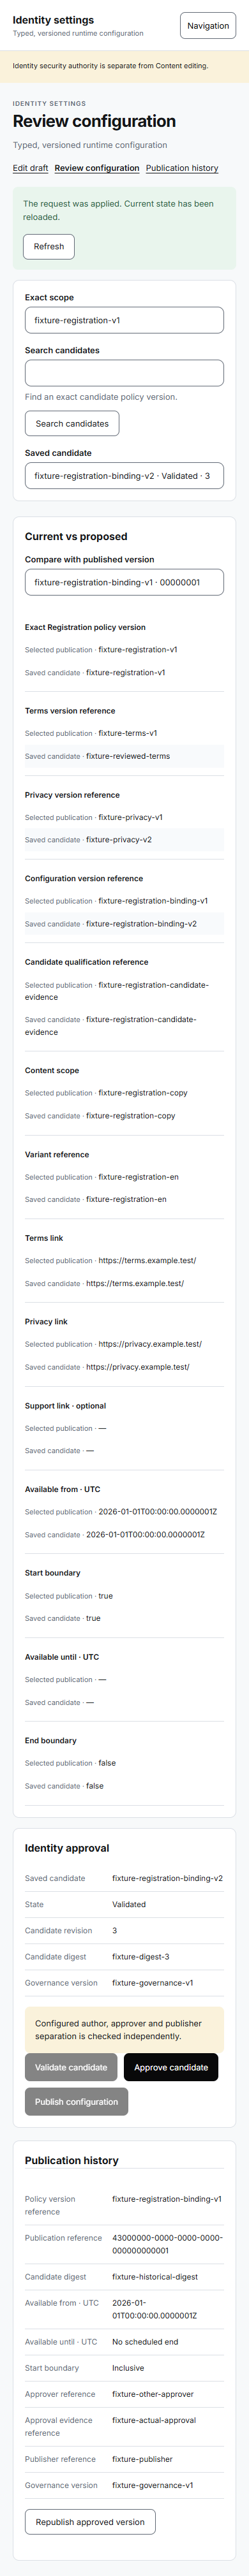 Identity settings
Typed, versioned runtime configuration
Navigation
Identity security authority is separate from Content editing.
IDENTITY SETTINGS
Review configuration
Typed, versioned runtime configuration
Edit draft Review configuration Publication history
The request was applied. Current state has been
reloaded.
Refresh
Exact scope
fixture-registration-v1
Search candidates
Find an exact candidate policy version.
Search candidates
Saved candidate
fixture-registration-binding-v2 · Validated · 3
Current vs proposed
Compare with published version
fixture-registration-binding-v1 · 00000001
Exact Registration policy version
Selected publication · fixture-registration-v1
Saved candidate · fixture-registration-v1
Terms version reference
Selected publication · fixture-terms-v1
Saved candidate · fixture-reviewed-terms
Privacy version reference
Selected publication · fixture-privacy-v1
Saved candidate · fixture-privacy-v2
Configuration version reference
Selected publication · fixture-registration-binding-v1
Saved candidate · fixture-registration-binding-v2
Candidate qualification reference
Selected publication · fixture-registration-candidate-
evidence
Saved candidate · fixture-registration-candidate-
evidence
Content scope
Selected publication · fixture-registration-copy
Saved candidate · fixture-registration-copy
Variant reference
Selected publication · fixture-registration-en
Saved candidate · fixture-registration-en
Terms link
Selected publication · https://terms.example.test/
Saved candidate · https://terms.example.test/
Privacy link
Selected publication · https://privacy.example.test/
Saved candidate · https://privacy.example.test/
Support link · optional
Selected publication · —
Saved candidate · —
Available from · UTC
Selected publication · 2026-01-01T00:00:00.0000001Z
Saved candidate · 2026-01-01T00:00:00.0000001Z
Start boundary
Selected publication · true
Saved candidate · true
Available until · UTC
Selected publication · —
Saved candidate · —
End boundary
Selected publication · false
Saved candidate · false
Identity approval
Saved candidate fixture-registration-binding-v2
State Validated
Candidate revision 3
Candidate digest fixture-digest-3
Governance version fixture-governance-v1
Configured author, approver and publisher
separation is checked independently.
Validate candidate Approve candidate
Publish configuration
Publication history
Policy version fixture-registration-binding-v1
reference
Publication reference 43000000-0000-0000-0000-
000000000001
Candidate digest fixture-historical-digest
Available from · UTC 2026-01-
01T00:00:00.0000001Z
Available until · UTC No scheduled end
Start boundary Inclusive
Approver reference fixture-other-approver
Approval evidence fixture-actual-approval
reference
Publisher reference fixture-publisher
Governance version fixture-governance-v1
Republish approved version